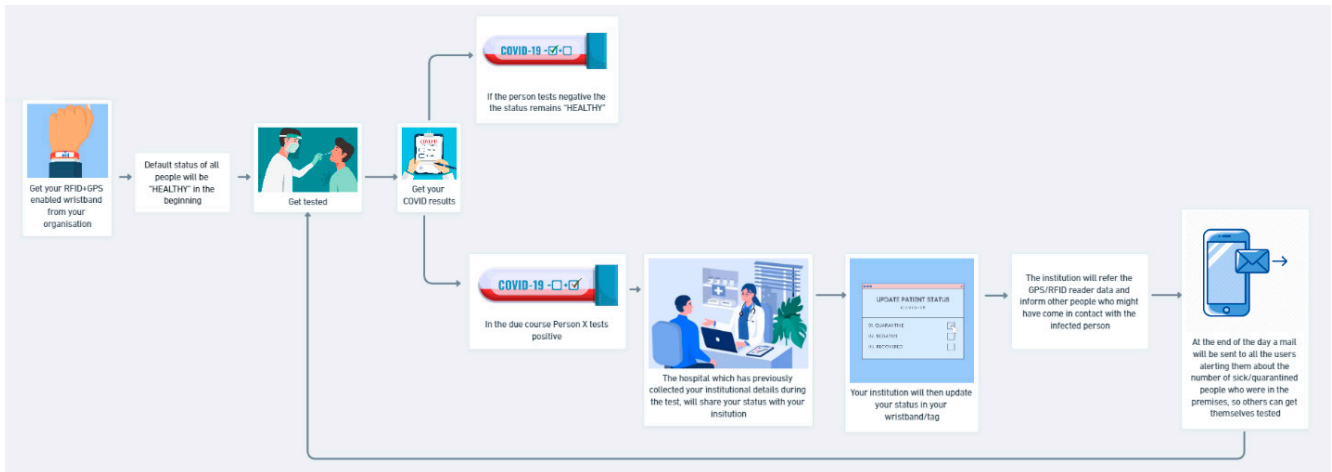 COVID-19 -
+
If the person tests negative the
the status remains "HEALTHY"
Get your RFID+GPS
enabled wristband
from your
organisation
Default status of all
people will be
"HEALTHY" in the
beginning
Get tested
COVID19
Get your
COVID results
COVID-19 -
+
In the due course Person X tests
positive
The hospital which has previously
collected your institutional details during
the test, will share your status with your
insitution
UPDATE PATIENT STATUS
01. QUARANTINE
02. NEGATIVE
03. RECOVERED
Your institution will then update
your status in your
wristband/tag
The institution will refer the
GPS/RFID reader data and
inform other people who might
have come in contact with the
infected person
At the end of the day a mail
will be sent to all the users
alerting them about the
number of sick/quarantined
people who were in the
premises, so others can get
themselves tested